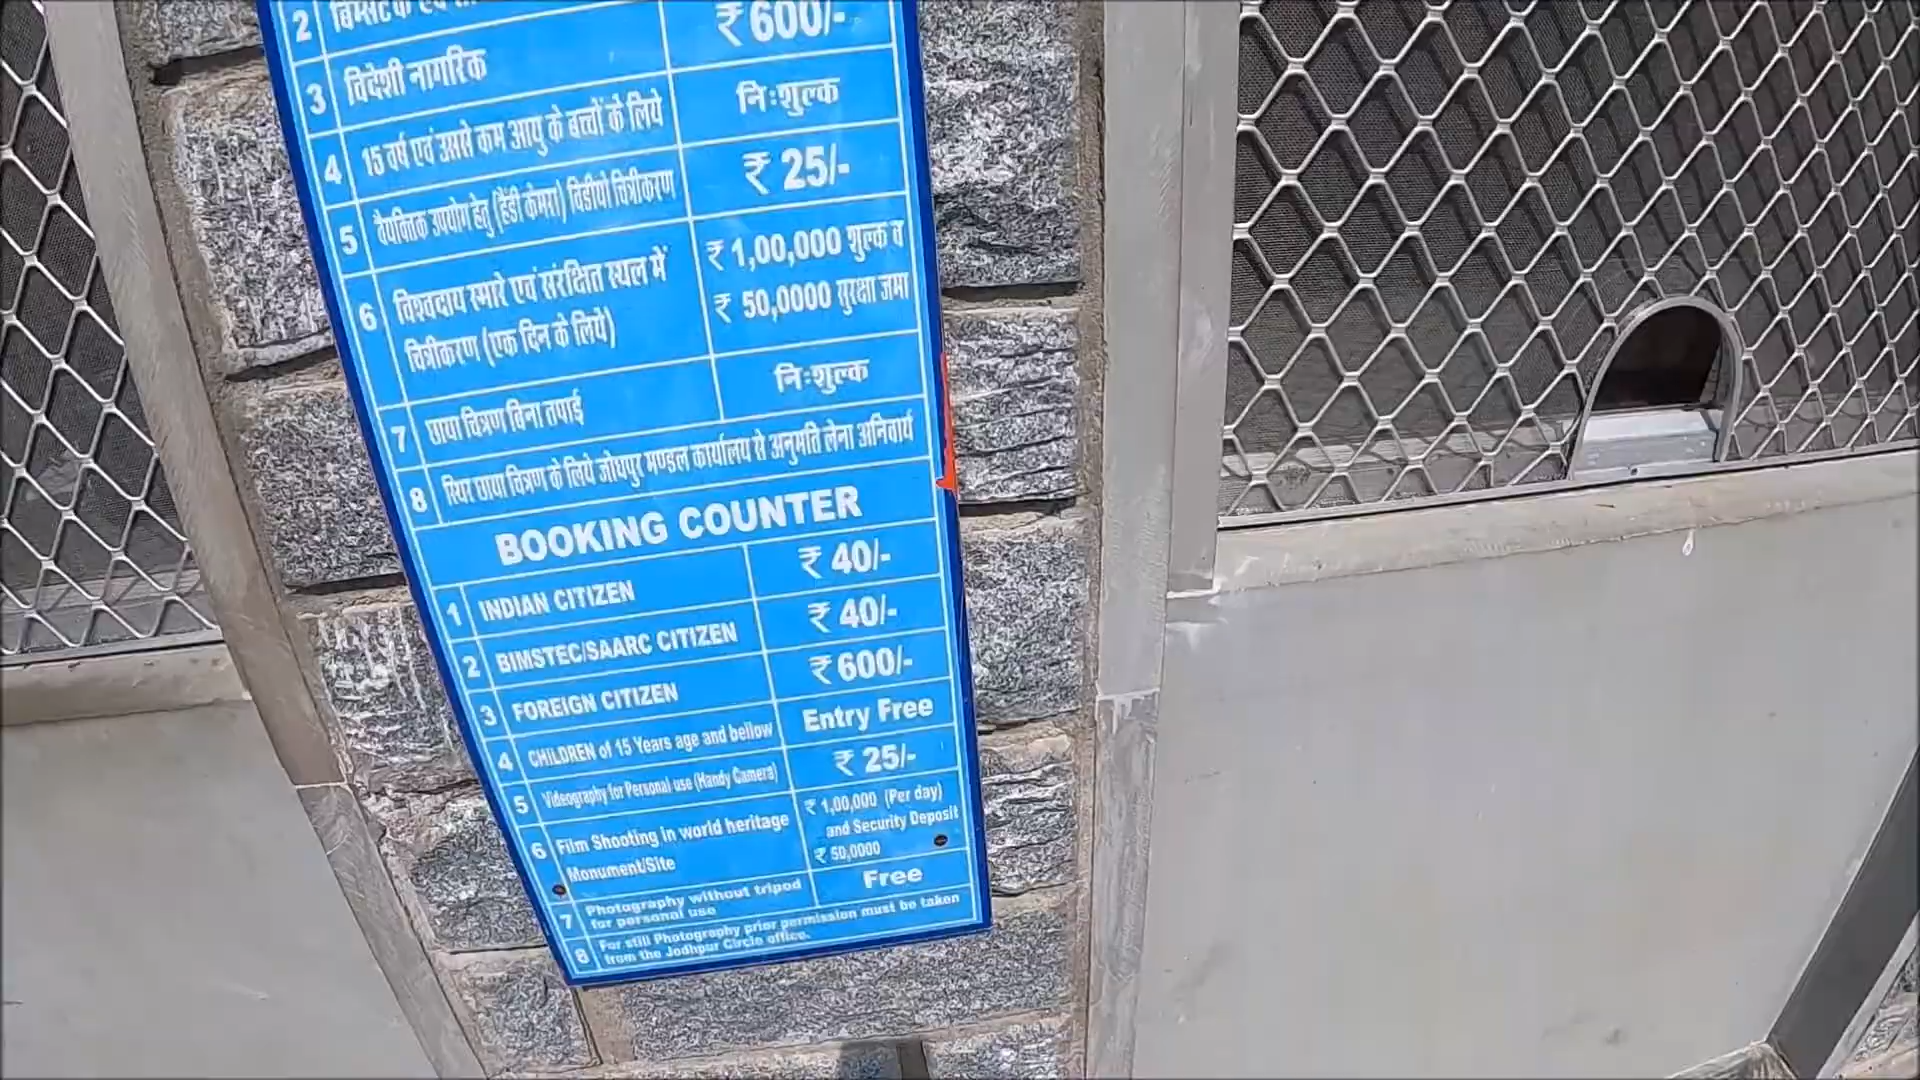 2 बिम्सटेक एवं
₹ 600/-
3 विदेशी नागरिक
निःशुल्क
4 15 वर्ष एवं उससे कम आयु के बच्चों के लिये
₹ 25/-
5 वैयक्तिक उपयोग हेतु (हैंडी केमरा) विडीयो चित्रीकरण
6 विश्वदाय स्मारे एवं संरक्षित स्थल में
चित्रीकरण (एक दिन के लिये)
₹ 1,00,000 शुल्क व
₹ 50,0000 सुरक्षा जमा
7 छाया चित्रण बिना तपाई
निःशुल्क
8 स्थिर छाया चित्रण के लिये जोधपुर मण्डल कार्यालय से अनुमति लेना अनिवार्य
BOOKING COUNTER
1 INDIAN CITIZEN ₹ 40/-
2 BIMSTEC/SAARC CITIZEN ₹ 40/-
3 FOREIGN CITIZEN ₹ 600/-
4 CHILDREN of 15 Years age and bellow Entry Free
5 Videography for Personal use (Handy Camera) ₹ 25/-
6 Film Shooting in world heritage
Monument/Site
₹ 1,00,000 (Per day)
and Security Deposit
₹ 50,0000
7 Photography without tripod
for personal use
Free
8 For still Photography prior permission must be taken
from the Jodhpur Circle office.